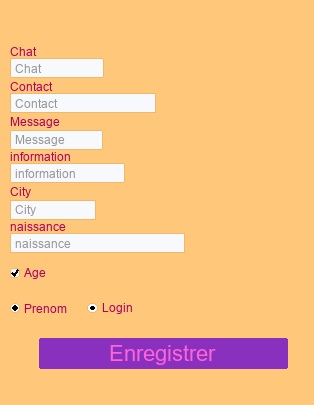 Chat
Chat
Contact
Contact
Message
Message
information
information
City
City
naissance
naissance
Age
Prenom Login
Enregistrer